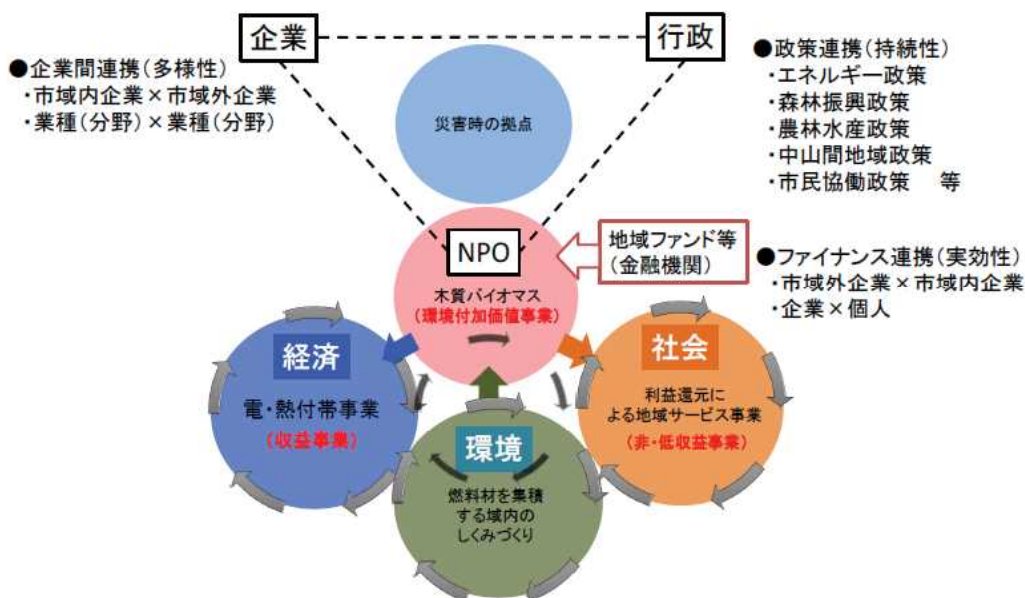 企業
行政
●企業間連携(多様性)
・市域内企業×市域外企業
・業種(分野)×業種(分野)
●政策連携(持続性)
・エネルギー政策
・森林振興政策
・農林水産政策
・中山間地域政策
・市民協働政策　等
災害時の拠点
NPO
木質バイオマス
(環境付加価値事業)
地域ファンド等
(金融機関)
●ファイナンス連携(実効性)
・市域外企業×市域内企業
・企業×個人
経済
電・熱付帯事業
(収益事業)
社会
利益還元に
よる地域サービス事業
(非・低収益事業)
環境
燃料材を集積
する域内の
しくみづくり